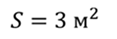 S = 3 м²